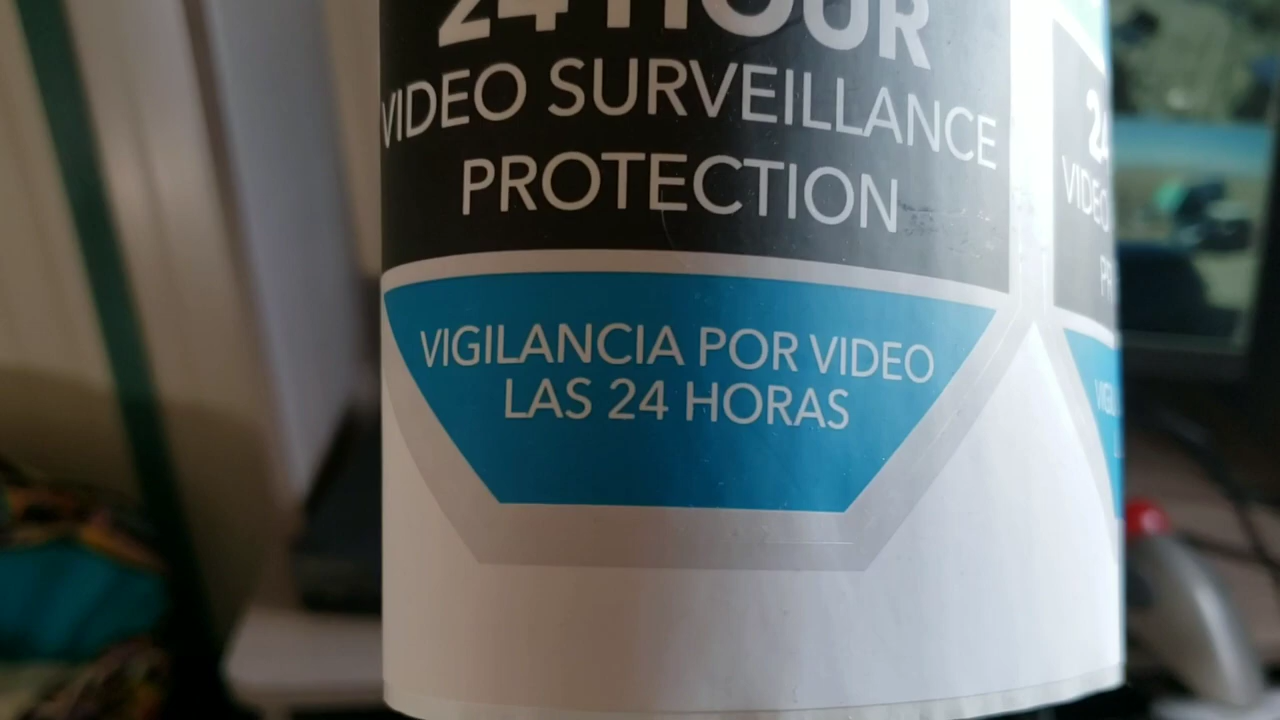 24 HOUR
VIDEO SURVEILLANCE
PROTECTION
VIGILANCIA POR VIDEO
LAS 24 HORAS